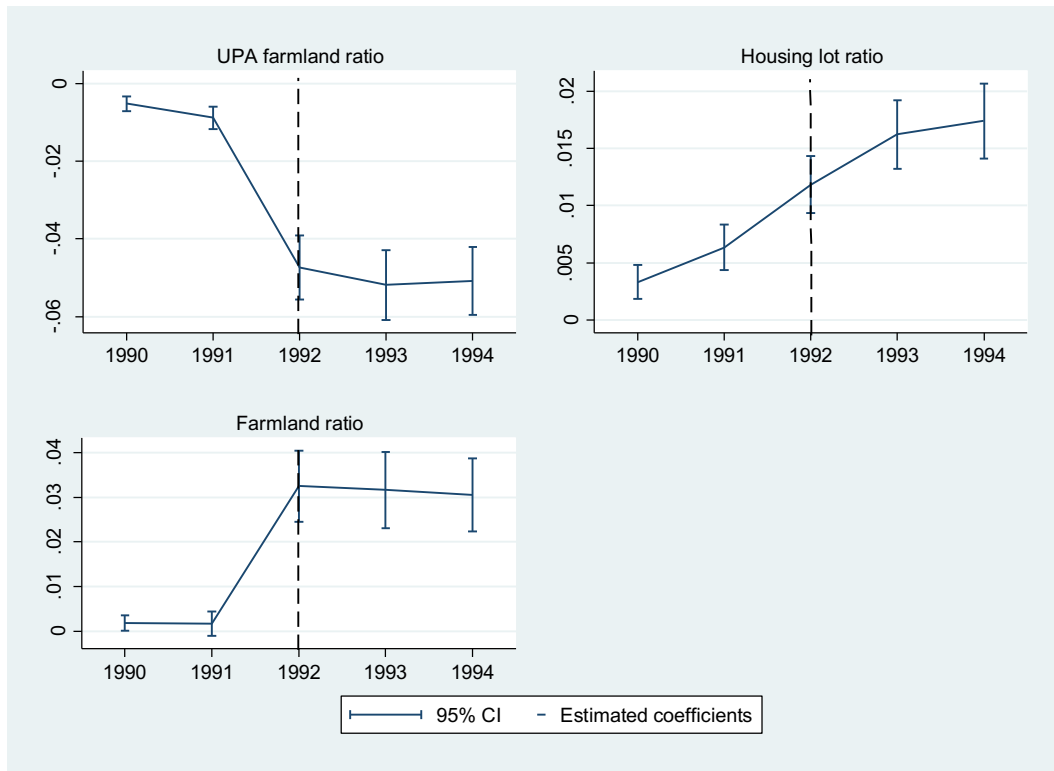 UPA farmland ratio
0
-.02
-.04
-.06
1990 1991 1992 1993 1994
Housing lot ratio
.02
.015
.01
.005
0
1990 1991 1992 1993 1994
Farmland ratio
.04
.03
.02
.01
0
1990 1991 1992 1993 1994
95% CI Estimated coefficients